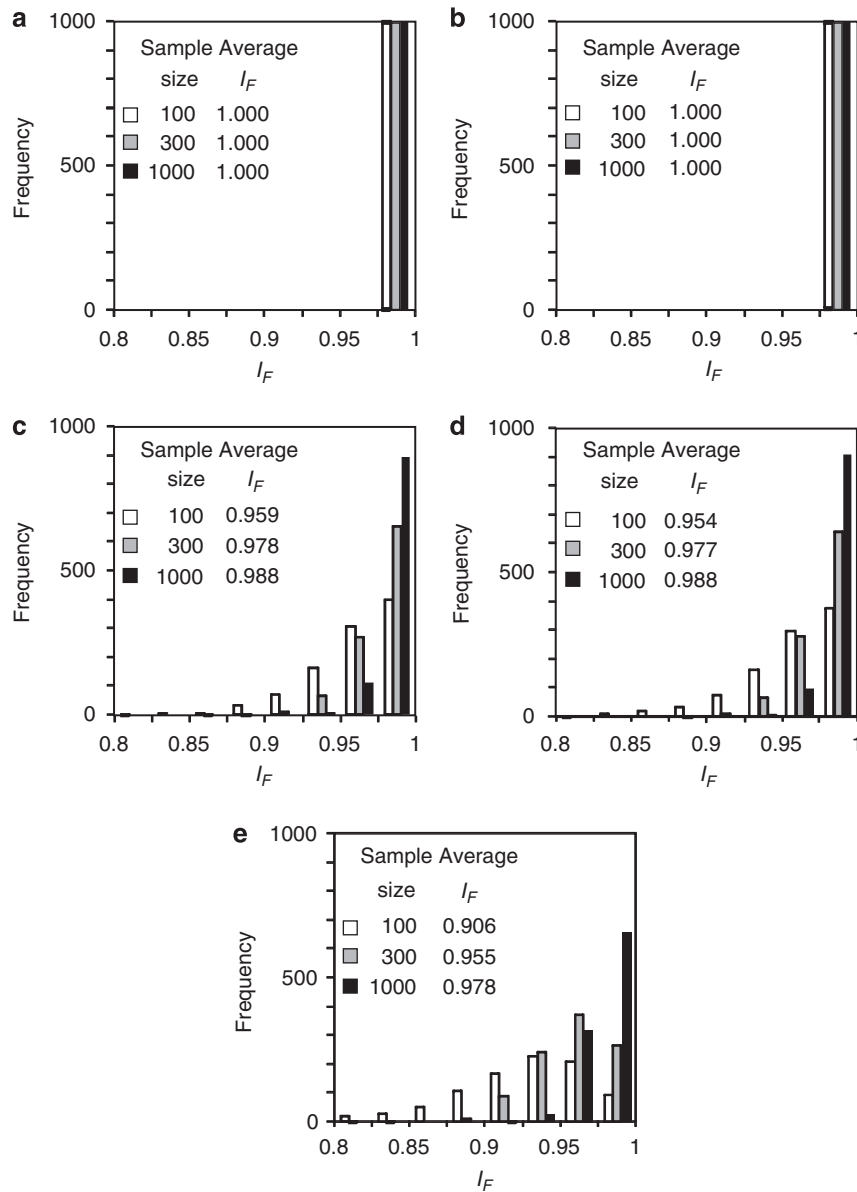 a
1000
Sample Average
size I_F
100 1.000
300 1.000
1000 1.000
500
0
Frequency
0.8 0.85 0.9 0.95 1
I_F
b
1000
Sample Average
size I_F
100 1.000
300 1.000
1000 1.000
500
0
Frequency
0.8 0.85 0.9 0.95 1
I_F
c
1000
Sample Average
size I_F
100 0.959
300 0.978
1000 0.988
500
0
Frequency
0.8 0.85 0.9 0.95 1
I_F
d
1000
Sample Average
size I_F
100 0.954
300 0.977
1000 0.988
500
0
Frequency
0.8 0.85 0.9 0.95 1
I_F
e
1000
Sample Average
size I_F
100 0.906
300 0.955
1000 0.978
500
0
Frequency
0.8 0.85 0.9 0.95 1
I_F